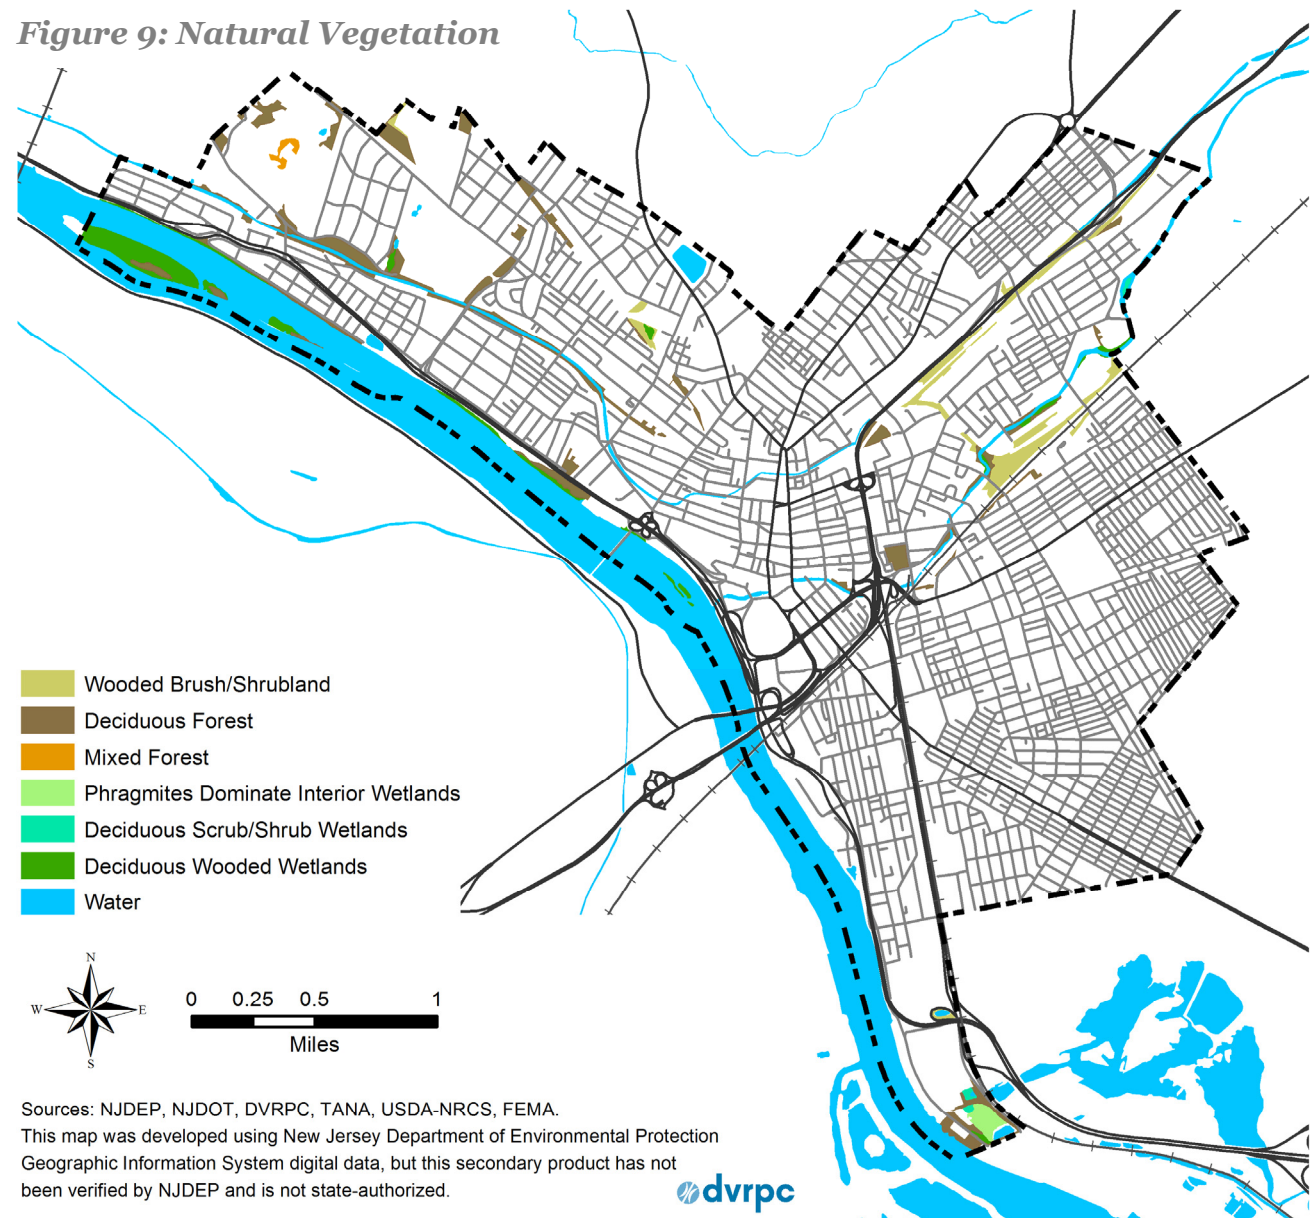 Figure 9: Natural Vegetation
Wooded Brush/Shrubland
Deciduous Forest
Mixed Forest
Phragmites Dominate Interior Wetlands
Deciduous Scrub/Shrub Wetlands
Deciduous Wooded Wetlands
Water
N
W E
S
0 0.25 0.5 1
Miles
Sources: NJDEP, NJDOT, DVRPC, TANA, USDA-NRCS, FEMA.
This map was developed using New Jersey Department of Environmental Protection
Geographic Information System digital data, but this secondary product has not
been verified by NJDEP and is not state-authorized.
dvrpc